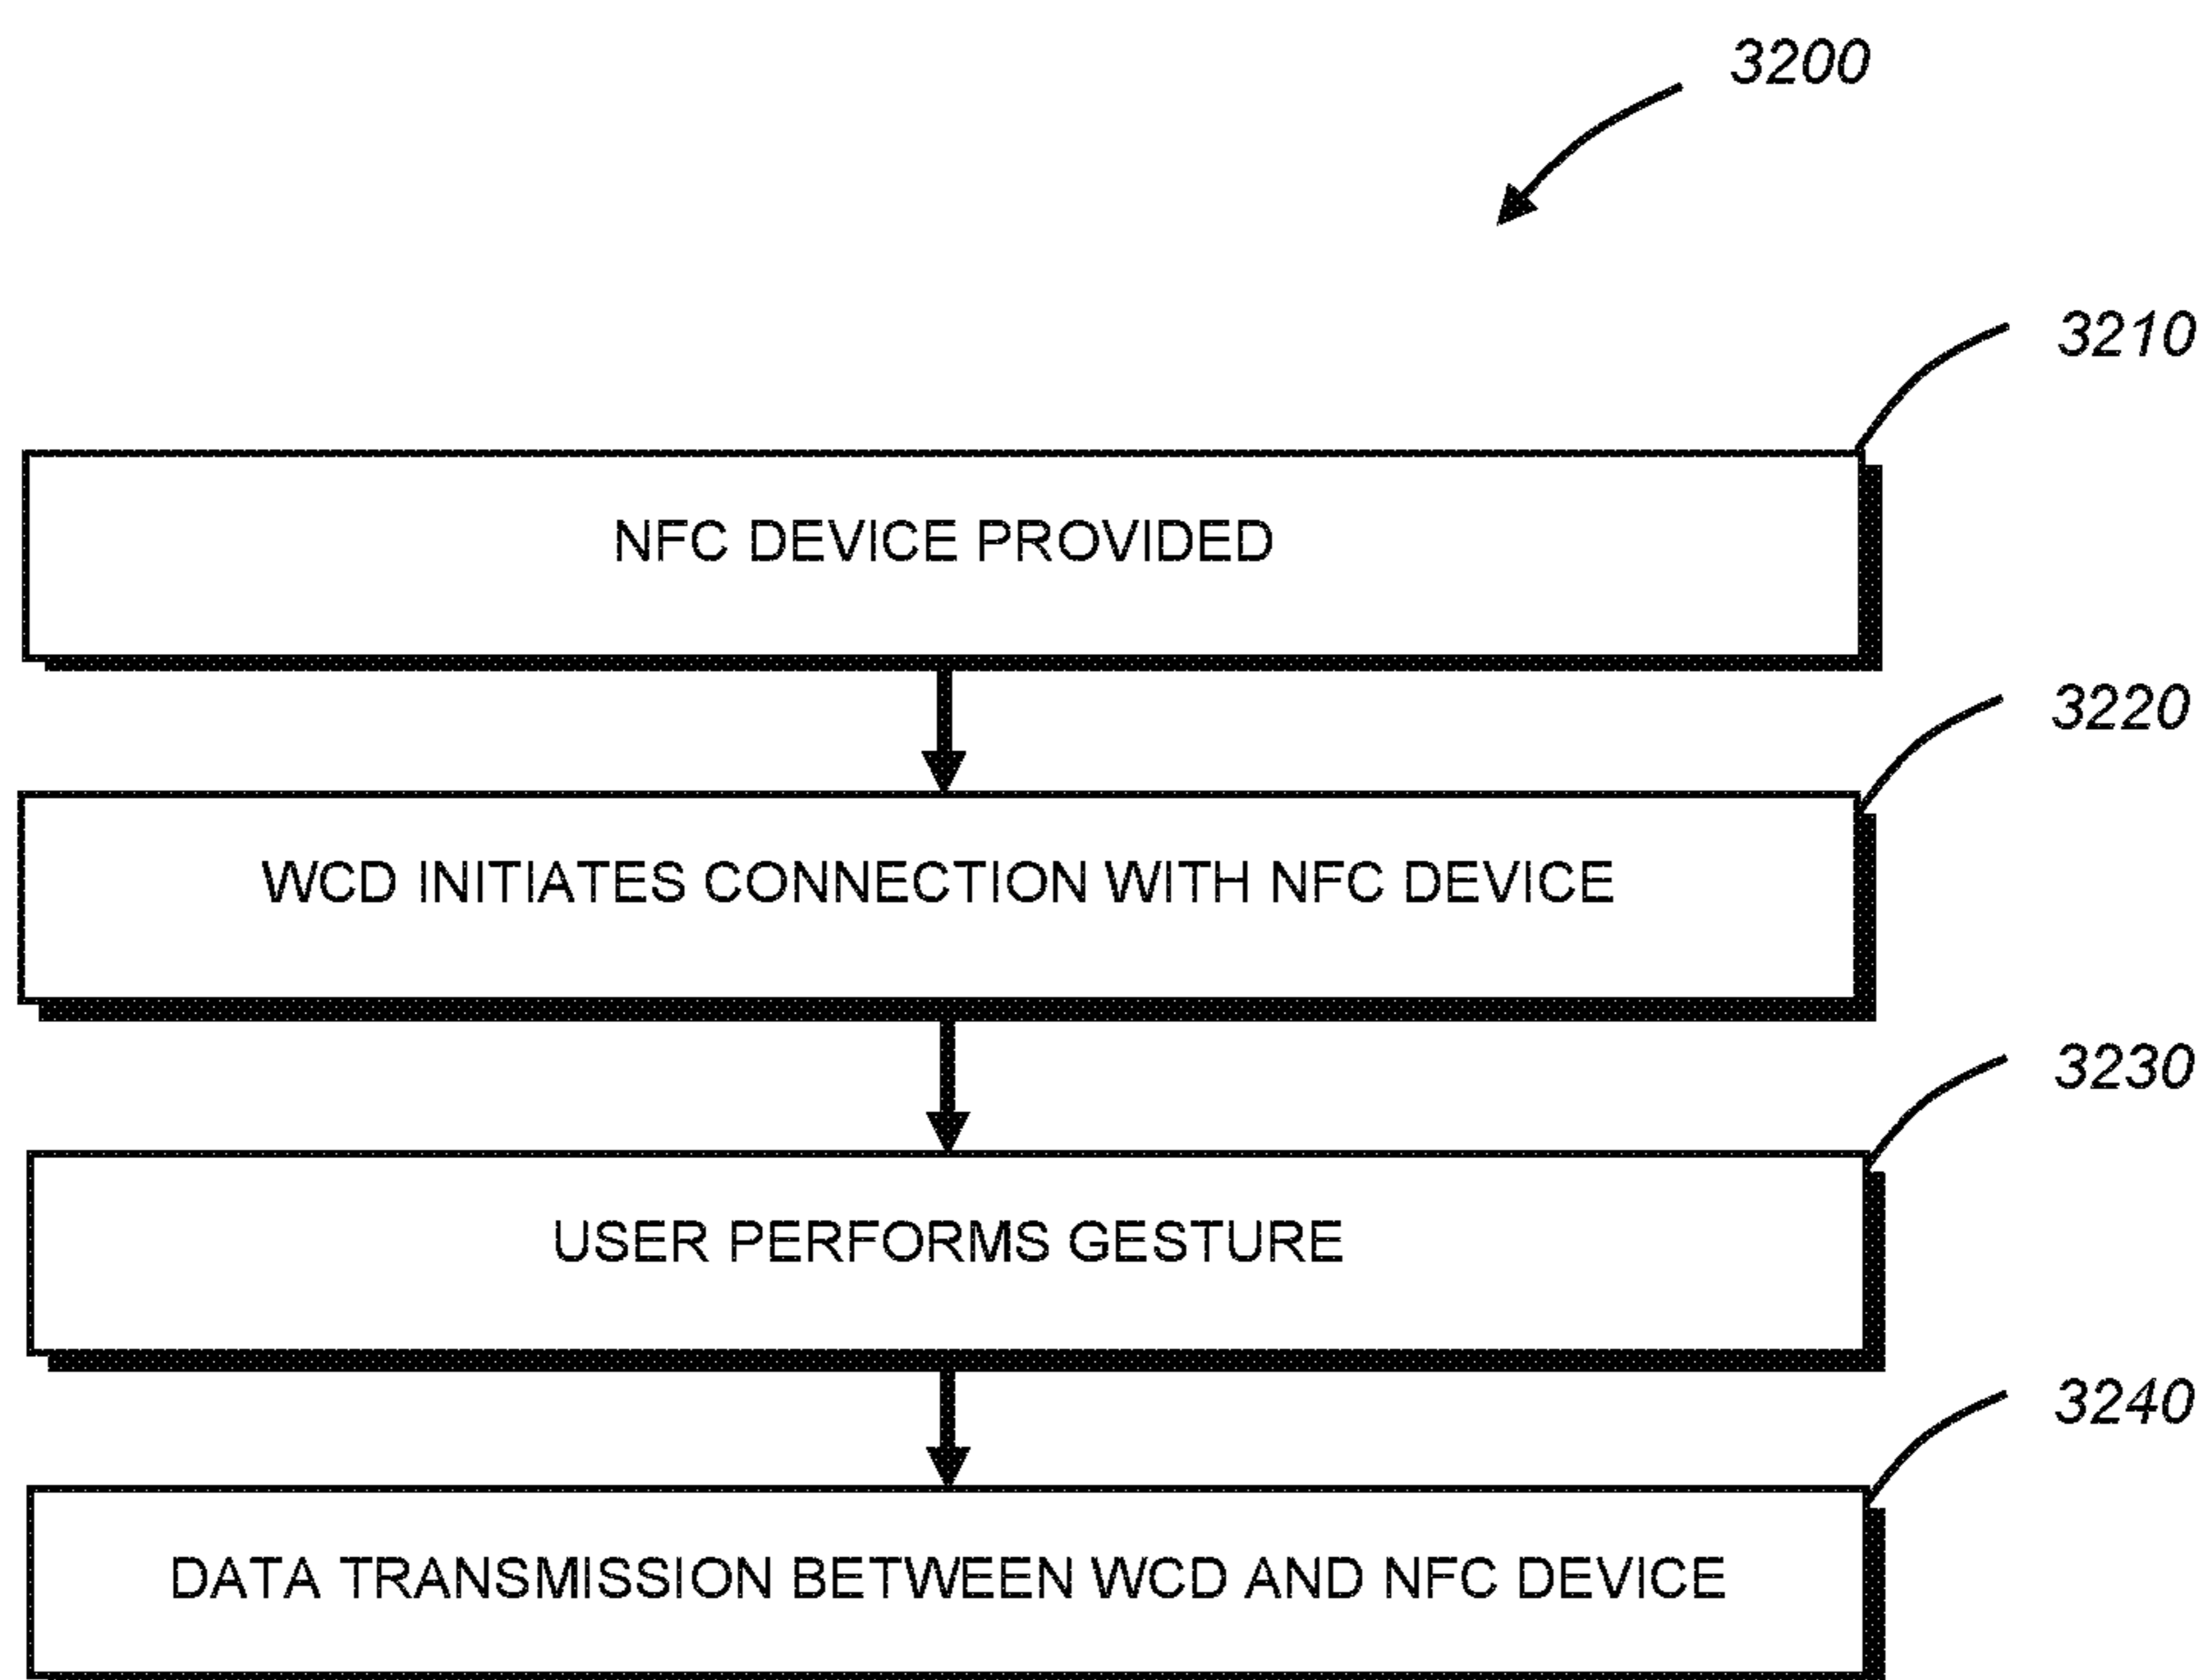 3200
3210
NFC DEVICE PROVIDED
3220
WCD INITIATES CONNECTION WITH NFC DEVICE
3230
USER PERFORMS GESTURE
3240
DATA TRANSMISSION BETWEEN WCD AND NFC DEVICE